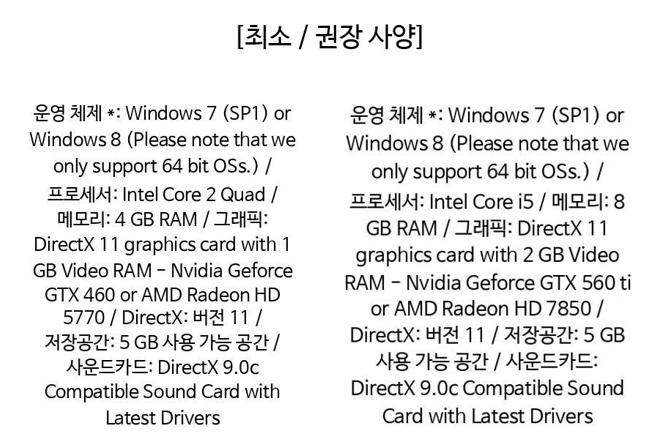 [최소 / 권장 사양]
운영 체제 *: Windows 7 (SP1) or
Windows 8 (Please note that we
only support 64 bit OSs.) /
프로세서: Intel Core 2 Quad /
메모리: 4 GB RAM / 그래픽:
DirectX 11 graphics card with 1
GB Video RAM - Nvidia Geforce
GTX 460 or AMD Radeon HD
5770 / DirectX: 버전 11 /
저장공간: 5 GB 사용 가능 공간 /
사운드카드: DirectX 9.0c
Compatible Sound Card with
Latest Drivers
운영 체제 *: Windows 7 (SP1) or
Windows 8 (Please note that we
only support 64 bit OSs.) /
프로세서: Intel Core i5 / 메모리: 8
GB RAM / 그래픽: DirectX 11
graphics card with 2 GB Video
RAM - Nvidia Geforce GTX 560 ti
or AMD Radeon HD 7850 /
DirectX: 버전 11 / 저장공간: 5 GB
사용 가능 공간 / 사운드카드:
DirectX 9.0c Compatible Sound
Card with Latest Drivers